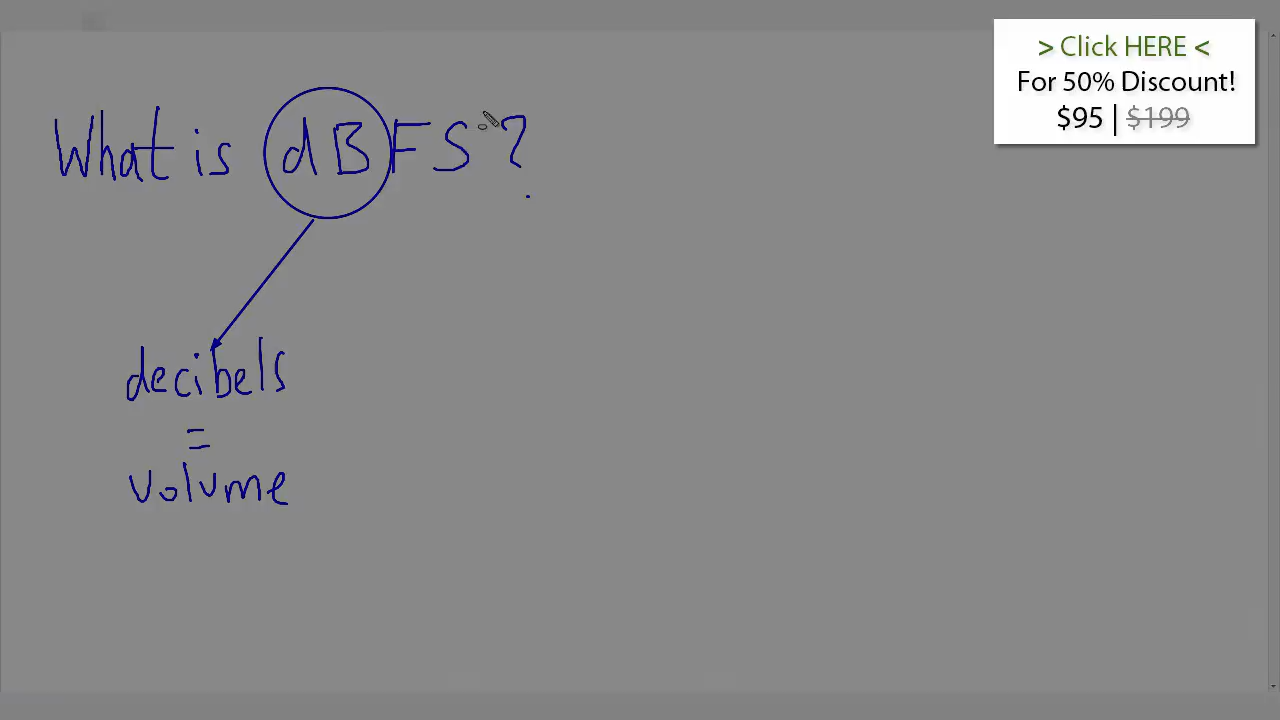 What is dBFS?
decibels
=
volume
> Click HERE <
For 50% Discount!
$95 | $199